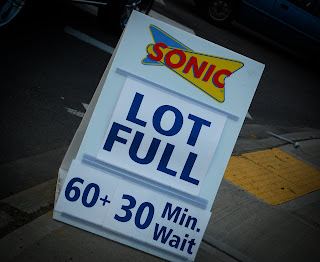 SONIC
LOT
FULL
60+ 30 Min.
Wait